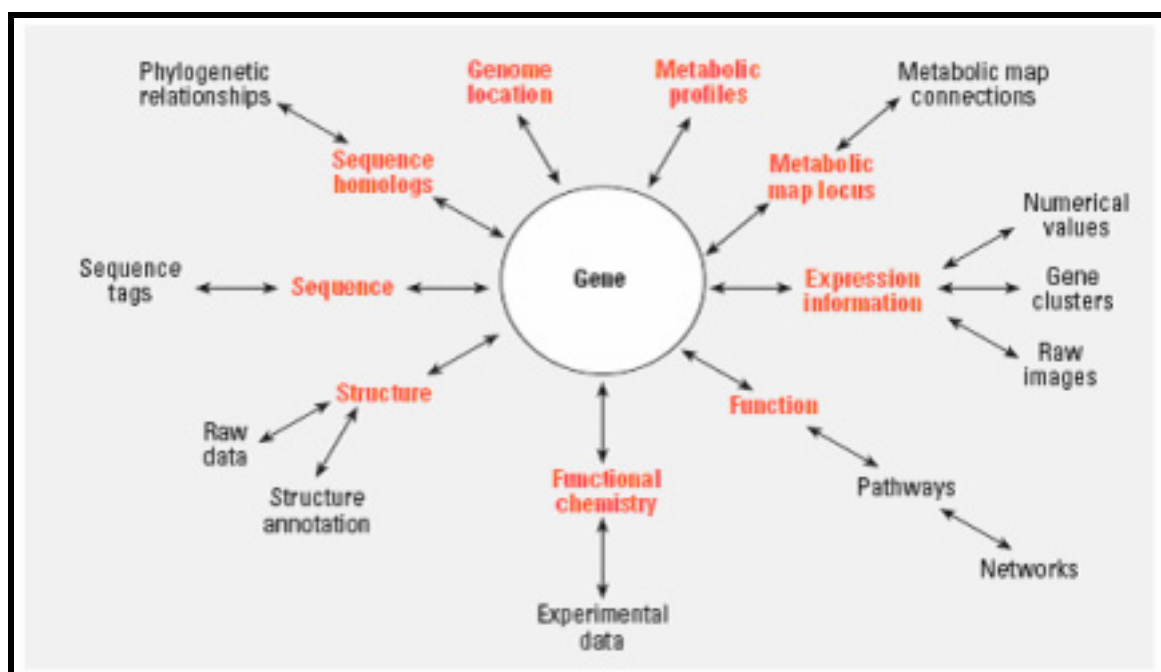 Phylogenetic
relationships
Genome
location
Metabolic
profiles
Metabolic map
connections
Sequence
homologs
Metabolic
map locus
Numerical
values
Sequence
tags
Sequence
Gene
Expression
information
Gene
clusters
Raw
images
Structure
Function
Raw
data
Structure
annotation
Functional
chemistry
Pathways
Networks
Experimental
data